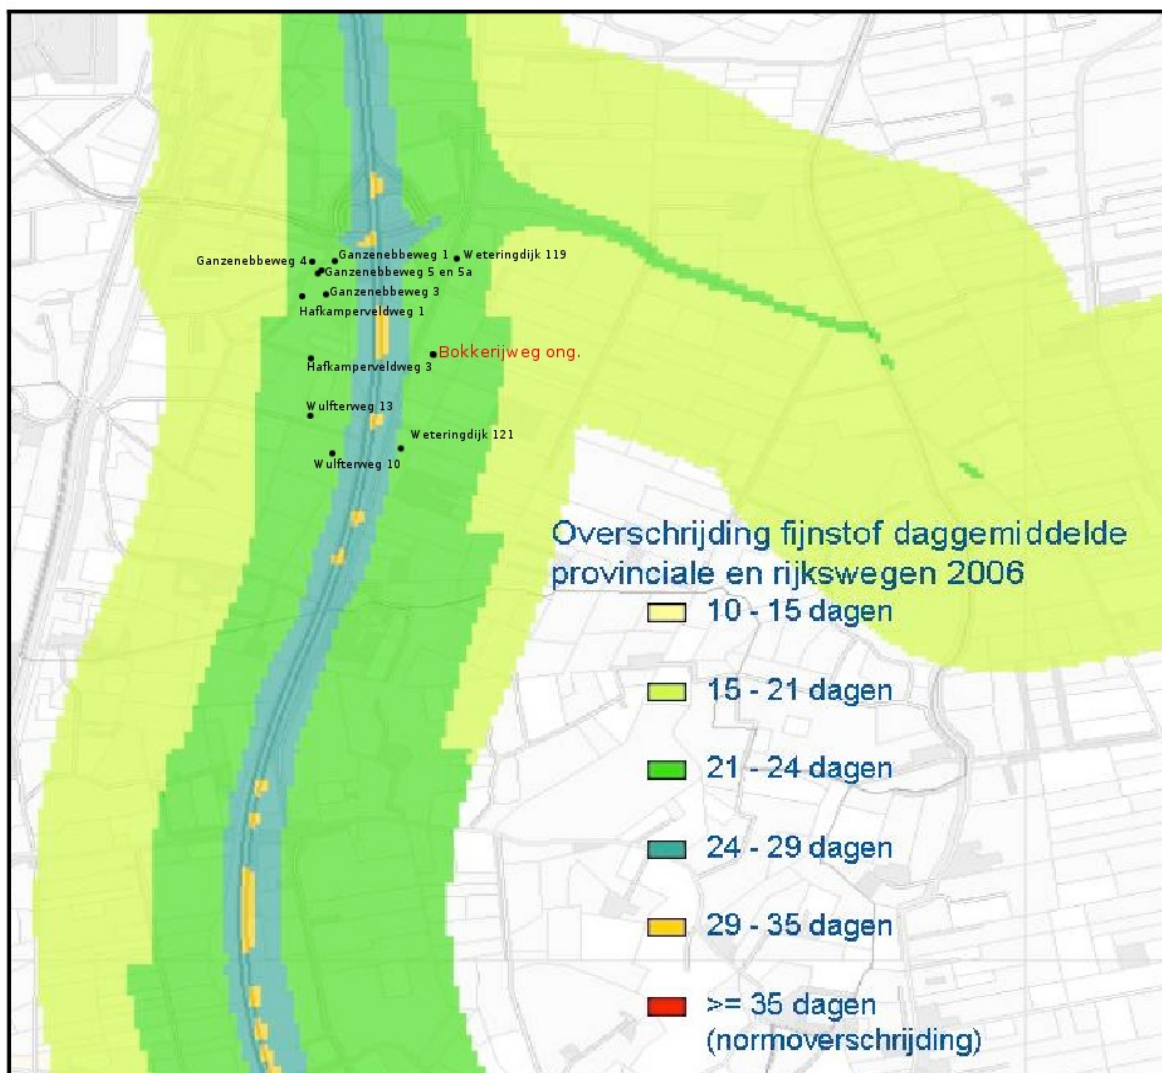 Ganzenebbeweg 4
Ganzenebbeweg 1
Weteringdijk 119
Ganzenebbeweg 5 en 5a
Ganzenebbeweg 3
Hafkamperveldweg 1
Bokkerijweg ong.
Hafkamperveldweg 3
Wulfterweg 13
Weteringdijk 121
Wulfterweg 10
Overschrijding fijnstof daggemiddelde
provinciale en rijkswegen 2006
10 - 15 dagen
15 - 21 dagen
21 - 24 dagen
24 - 29 dagen
29 - 35 dagen
>= 35 dagen
(normoverschrijding)